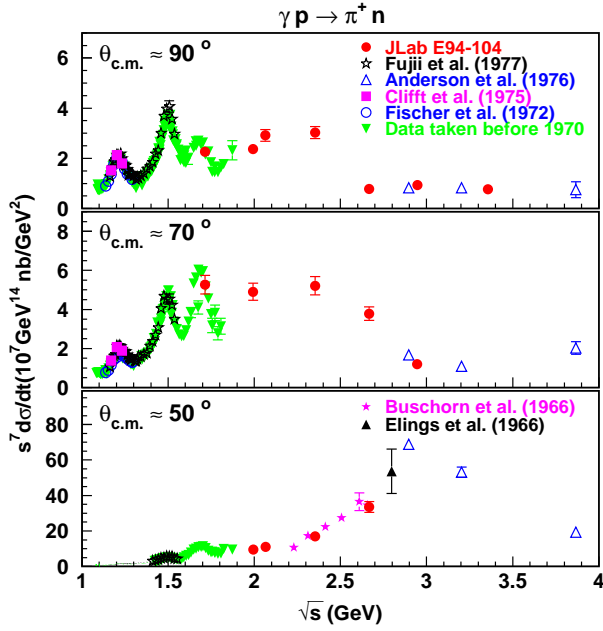 γ p → π⁺ n
θc.m. ≈ 90 °
JLab E94-104
Fujii et al. (1977)
Anderson et al. (1976)
Clifft et al. (1975)
Fischer et al. (1972)
Data taken before 1970
6
4
2
0
θc.m. ≈ 70 °
8
6
4
2
0
s⁷dσ/dt(10⁷GeV¹⁴ nb/GeV²)
θc.m. ≈ 50 °
Buschorn et al. (1966)
Elings et al. (1966)
80
60
40
20
0
1 1.5 2 2.5 3 3.5 4
√s (GeV)